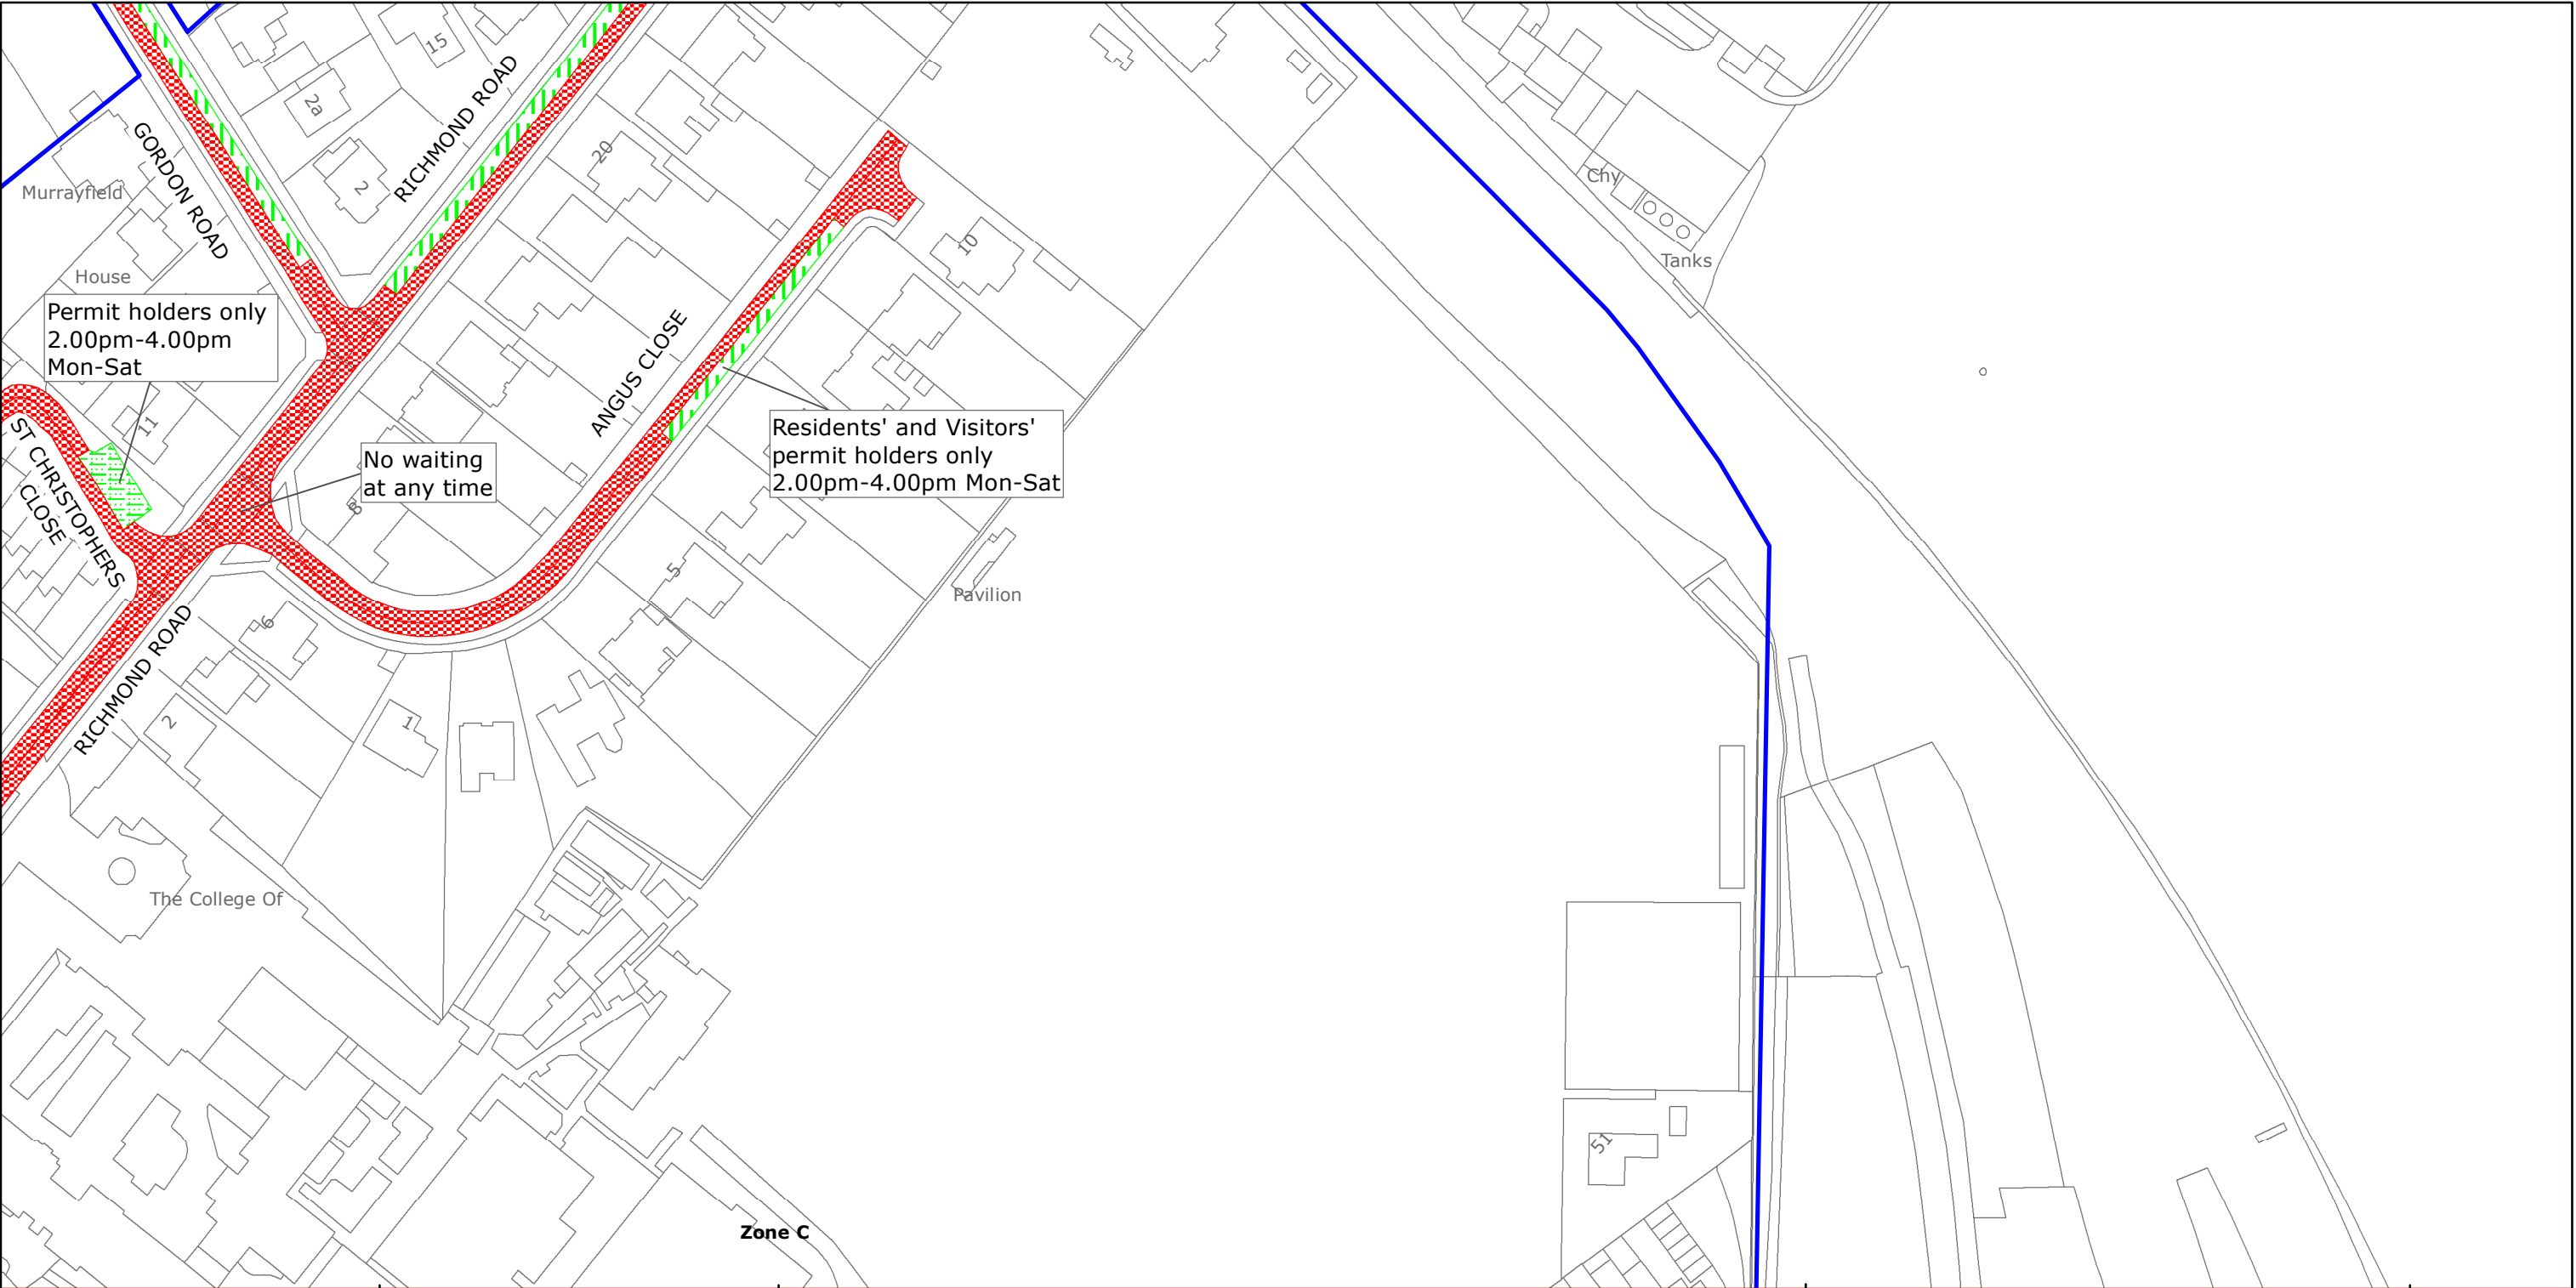 15
RICHMOND ROAD
2a
2
GORDON ROAD
Murrayfield
House
20
Chy
Tanks
10
Permit holders only
2.00pm-4.00pm
Mon-Sat
11
ANGUS CLOSE
ST CHRISTOPHERS
CLOSE
No waiting
at any time
8
Residents' and Visitors'
permit holders only
2.00pm-4.00pm Mon-Sat
5
Pavilion
6
RICHMOND ROAD
2
1
The College Of
51
Zone C